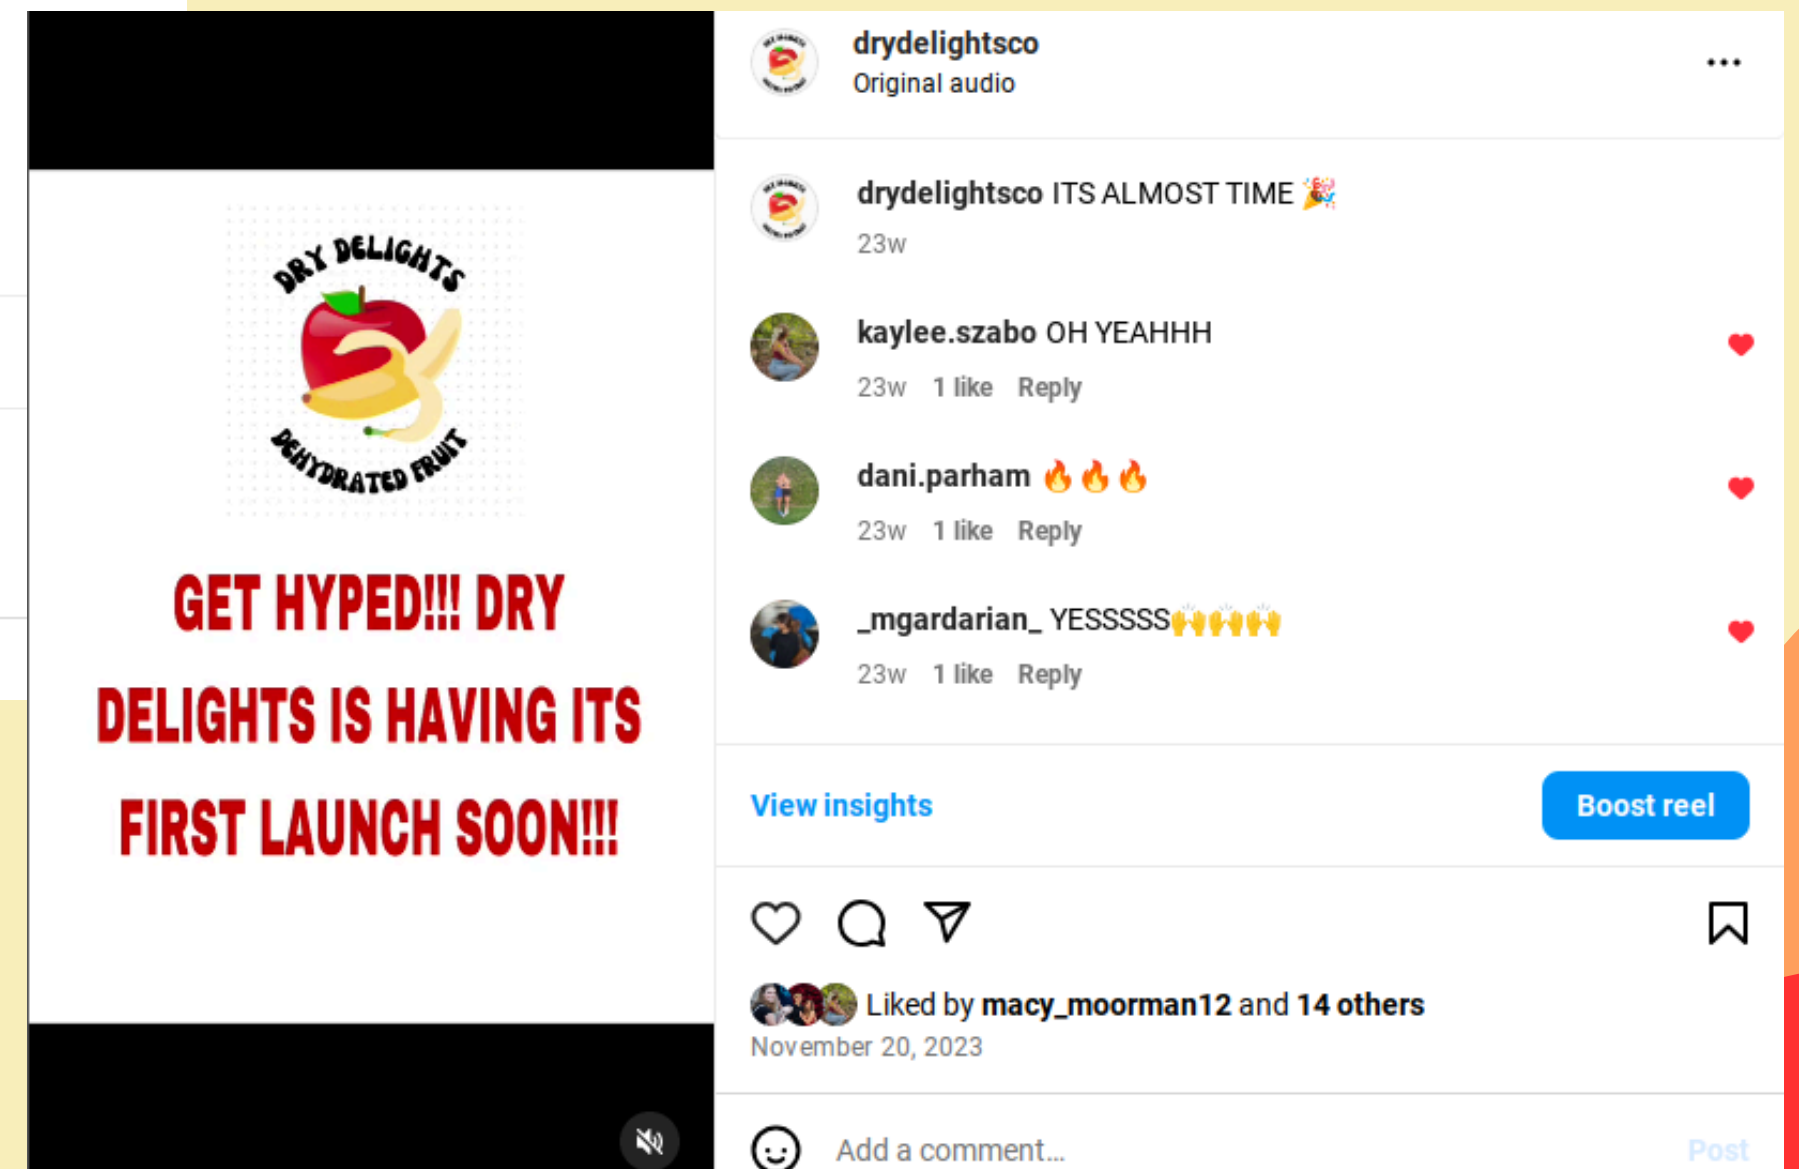 DRY DELIGHTS
DEHYDRATED FRUIT
GET HYPED!!! DRY
DELIGHTS IS HAVING ITS
FIRST LAUNCH SOON!!!
drydelightsco
Original audio
drydelightsco ITS ALMOST TIME 🎉
23w
kaylee.szabo OH YEAHHH
23w 1 like Reply
dani.parham 🔥🔥🔥
23w 1 like Reply
_mgardarian_ YESSSSS🙌🙌🙌
23w 1 like Reply
View insights
Boost reel
Liked by macy_moorman12 and 14 others
November 20, 2023
Add a comment...
Post